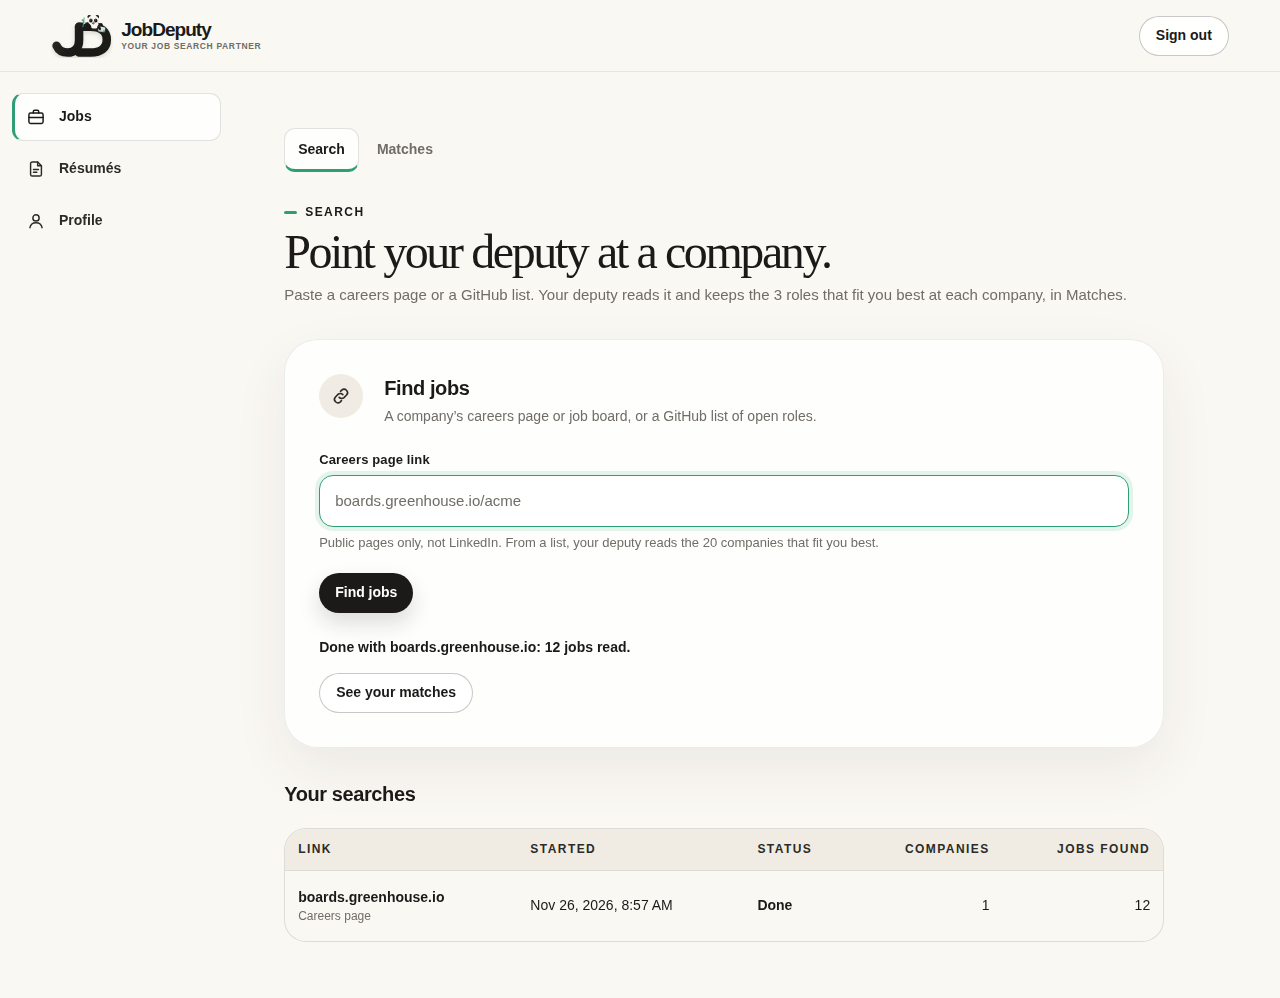 JobDeputy
YOUR JOB SEARCH PARTNER
Sign out
Jobs
Résumés
Profile
Search
Matches
SEARCH
Point your deputy at a company.
Paste a careers page or a GitHub list. Your deputy reads it and keeps the 3 roles that fit you best at each company, in Matches.
Find jobs
A company’s careers page or job board, or a GitHub list of open roles.
Careers page link
boards.greenhouse.io/acme
Public pages only, not LinkedIn. From a list, your deputy reads the 20 companies that fit you best.
Find jobs
Done with boards.greenhouse.io: 12 jobs read.
See your matches
Your searches
LINK STARTED STATUS COMPANIES JOBS FOUND
boards.greenhouse.io Nov 26, 2026, 8:57 AM Done 1 12
Careers page